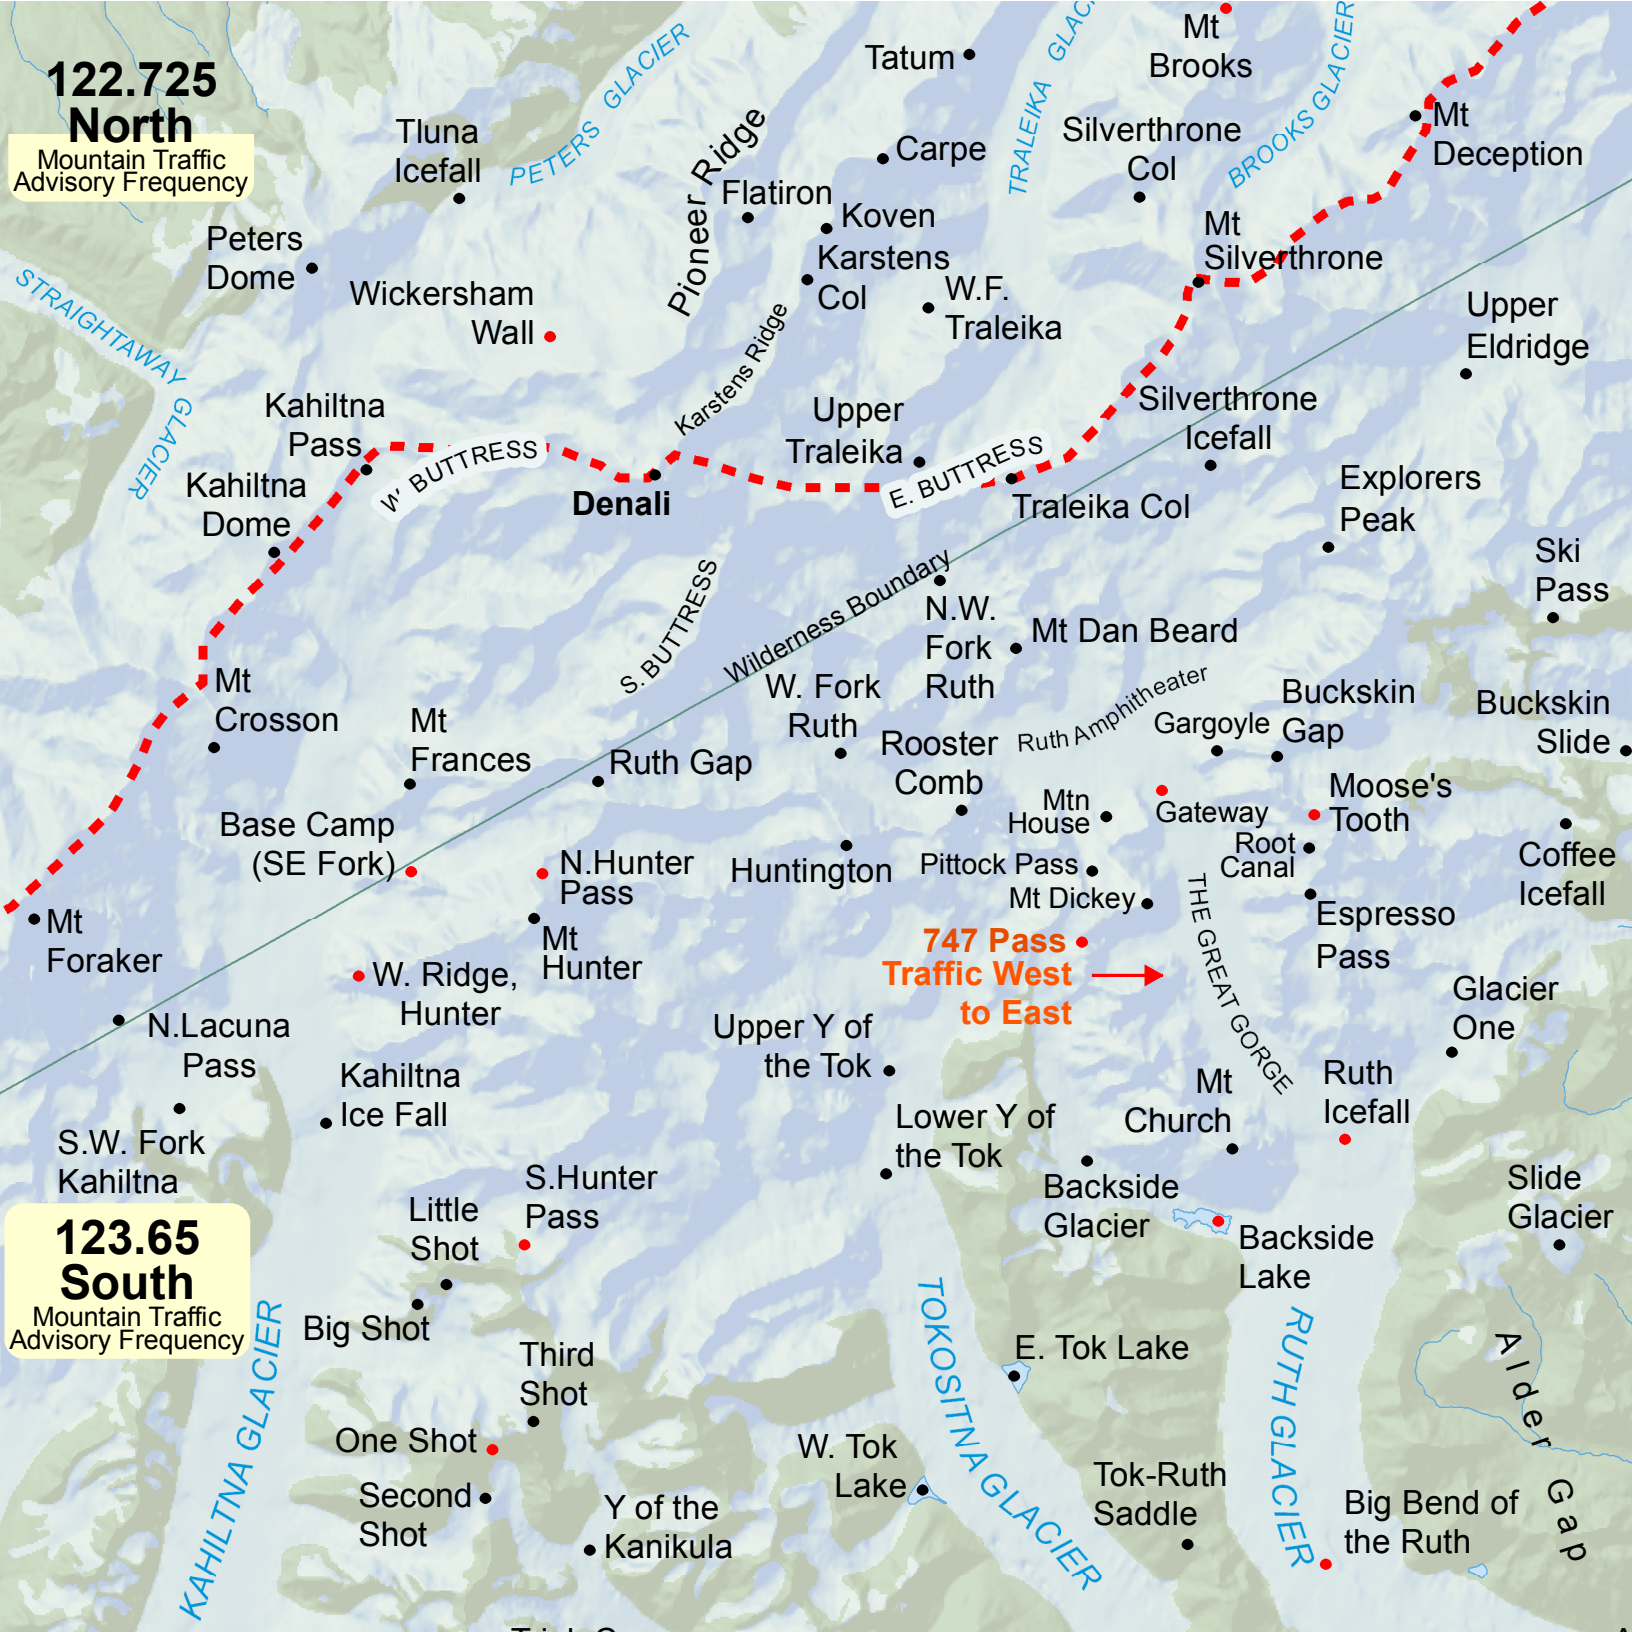 122.725
North
Mountain Traffic
Advisory Frequency
Tluna
Icefall
PETERS GLACIER
Tatum
Mt
Brooks
TRALEIKA GLAC
BROOKS GLACIER
Mt
Deception
Carpe
Silverthrone
Col
Pioneer Ridge
Flatiron
Koven
Karstens
Col
W.F.
Traleika
Mt
Silverthrone
Peters
Dome
Wickersham
Wall
STRAIGHTAWAY GLACIER
Karstens Ridge
Upper
Eldridge
Kahiltna
Pass
W. BUTTRESS
Kahiltna
Dome
Denali
Upper
Traleika
E. BUTTRESS
Traleika Col
Silverthrone
Icefall
Explorers
Peak
Ski
Pass
S. BUTTRESS
Wilderness Boundary
N.W.
Fork
Ruth
Mt Dan Beard
Mt
Crosson
Mt
Frances
Ruth Gap
W. Fork
Ruth
Rooster
Comb
Ruth Amphitheater
Gargoyle
Buckskin
Gap
Buckskin
Slide
Base Camp
(SE Fork)
N.Hunter
Pass
Huntington
Mtn
House
Gateway
Moose's
Tooth
Root
Canal
Pittock Pass
Mt Dickey
Coffee
Icefall
Espresso
Pass
Mt
Foraker
Mt
Hunter
W. Ridge,
Hunter
747 Pass
Traffic West
to East
THE GREAT GORGE
Glacier
One
N.Lacuna
Pass
Upper Y of
the Tok
Kahiltna
Ice Fall
Mt
Church
Ruth
Icefall
S.W. Fork
Kahiltna
Lower Y of
the Tok
Backside
Glacier
Slide
Glacier
S.Hunter
Pass
Little
Shot
Backside
Lake
123.65
South
Mountain Traffic
Advisory Frequency
Big Shot
KAHILTNA GLACIER
Third
Shot
TOKOSITNA GLACIER
E. Tok Lake
RUTH GLACIER
Alder Gap
One Shot
Second
Shot
W. Tok
Lake
Y of the
Kanikula
Tok-Ruth
Saddle
Big Bend of
the Ruth